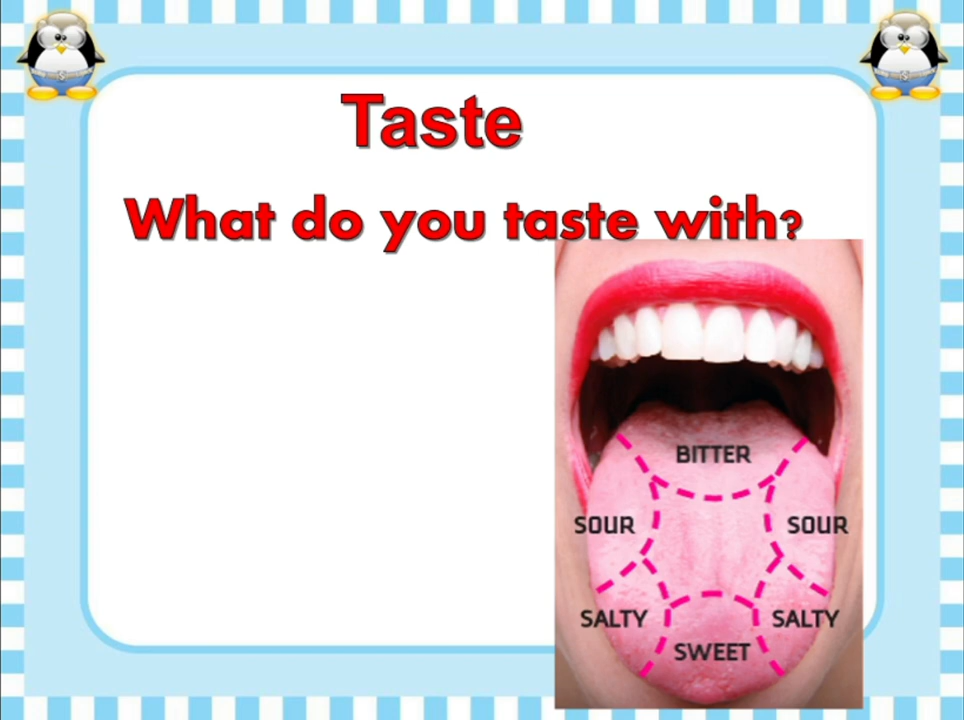 Taste
What do you taste with?
BITTER
SOUR SOUR
SALTY SALTY
SWEET